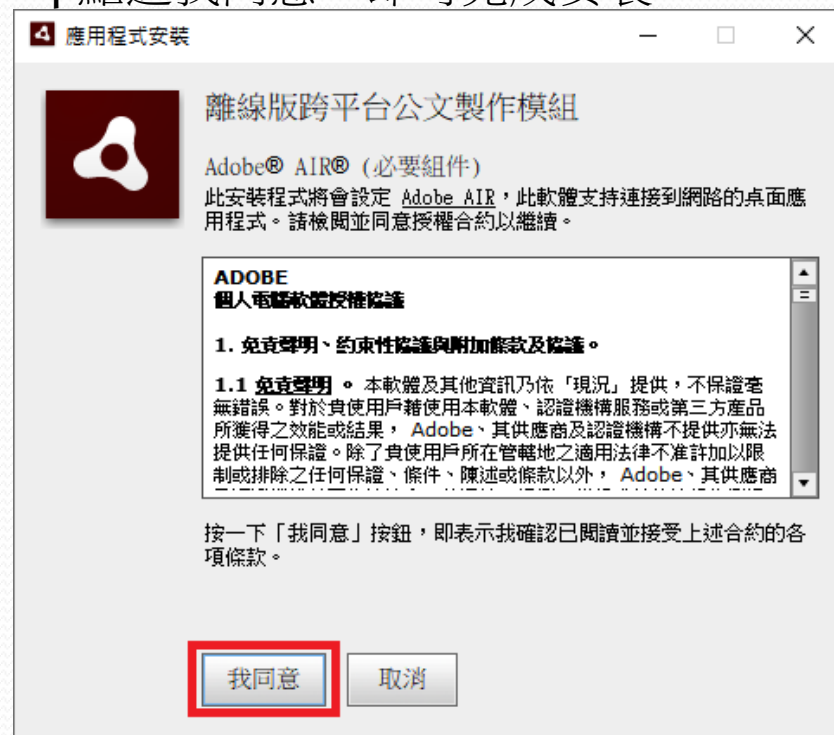 應用程式安裝
離線版跨平台公文製作模組
Adobe® AIR® (必要組件)
此安裝程式將會設定 Adobe AIR,此軟體支持連接到網路的桌面應
用程式。請檢閱並同意授權合約以繼續。
ADOBE
個人電腦軟體授權協議
1. 免責聲明、約束性協議與附加條款及協議。
1.1 免責聲明 。 本軟體及其他資訊乃依「現況」提供,不保證毫
無錯誤。對於貴使用戶藉使用本軟體、認證機構服務或第三方產品
所獲得之效能或結果, Adobe、其供應商及認證機構不提供亦無法
提供任何保證。除了貴使用戶所在管轄地之適用法律不准許加以限
制或排除之任何保證、條件、陳述或條款以外, Adobe、其供應商
按一下「我同意」按鈕,即表示我確認已閱讀並接受上述合約的各
項條款。
我同意
取消